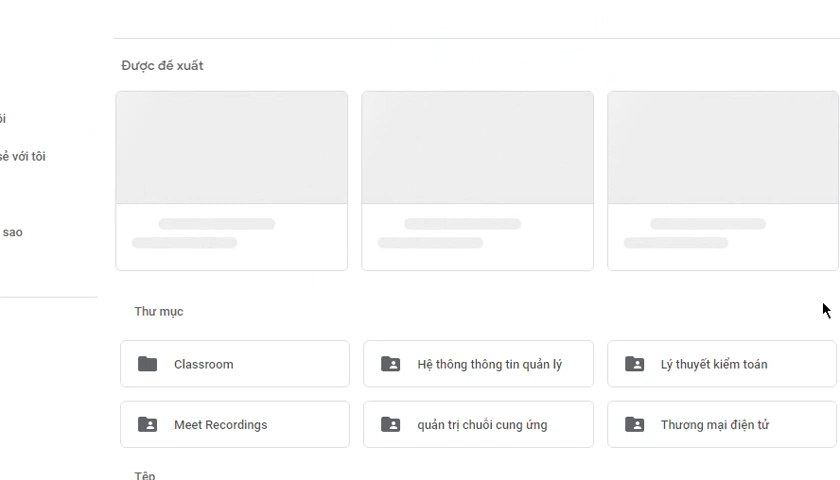 Được đề xuất
sẻ với tôi
sao
Thư mục
Classroom
Hệ thông thông tin quản lý
Lý thuyết kiểm toán
Meet Recordings
quản trị chuỗi cung ứng
Thương mại điện tử
Tệp